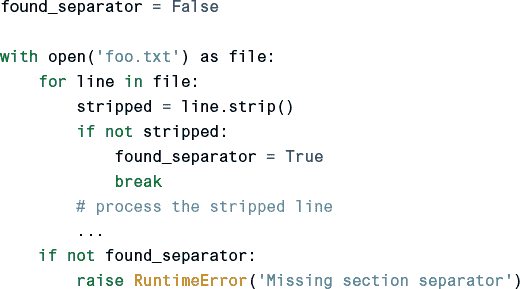 found_separator = False

with open('foo.txt') as file:
    for line in file:
        stripped = line.strip()
        if not stripped:
            found_separator = True
            break
        # process the stripped line
        ...
    if not found_separator:
        raise RuntimeError('Missing section separator')